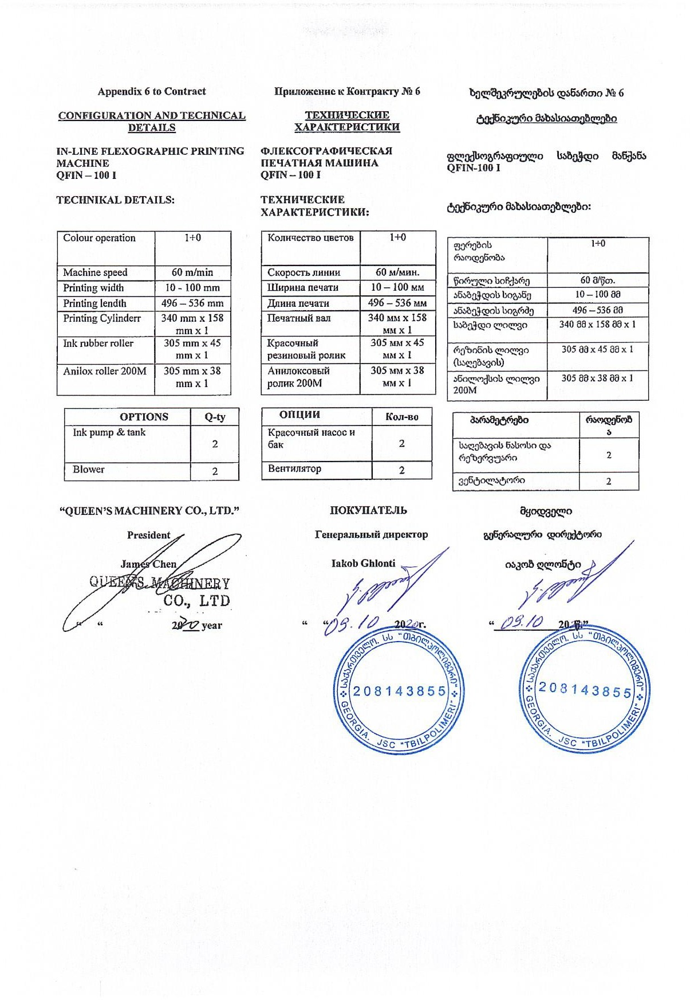 Appendix 6 to Contract
CONFIGURATION AND TECHNICAL
DETAILS
IN-LINE FLEXOGRAPHIC PRINTING
MACHINE
QFIN – 100 I
TECHNIKAL DETAILS:
Colour operation 1+0
Machine speed 60 m/min
Printing width 10 - 100 mm
Printing lendth 496 – 536 mm
Printing Cylinderr 340 mm x 158
mm x 1
Ink rubber roller 305 mm x 45
mm x 1
Anilox roller 200M 305 mm x 38
mm x 1
OPTIONS Q-ty
Ink pump & tank 2
Blower 2
“QUEEN’S MACHINERY CO., LTD.”
President
James Chen
QUEEN'S MACHINERY
CO., LTD
“ “ 2020 year
Приложение к Контракту № 6
ТЕХНИЧЕСКИЕ
ХАРАКТЕРИСТИКИ
ФЛЕКСОГРАФИЧЕСКАЯ
ПЕЧАТНАЯ МАШИНА
QFIN – 100 I
ТЕХНИЧЕСКИЕ
ХАРАКТЕРИСТИКИ:
Количество цветов 1+0
Скорость линии 60 м/мин.
Ширина печати 10 – 100 мм
Длина печати 496 – 536 мм
Печатный вал 340 мм x 158
мм x 1
Красочный 305 мм x 45
резиновый ролик мм x 1
Анилоксовый 305 мм x 38
ролик 200М мм x 1
ОПЦИИ Кол-во
Красочный насос и
бак 2
Вентилятор 2
ПОКУПАТЕЛЬ
Генеральный директор
Iakob Ghlonti
“ “09.10 2020г.
საქართველო. სს "თბილპოლიმერი"
208143855
GEORGIA. JSC "TBILPOLIMERI"
ხელშეკრულების დანართი № 6
ტექნიკური მახასიათებლები
ფლექსოგრაფიული საბეჭდი მანქანა
QFIN-100 I
ტექნიკური მახასიათებლები:
ფერების 1+0
რაოდენობა
წირული სიჩქარე 60 მ/წთ.
ანაბეჭდის სიგანე 10 – 100 მმ
ანაბეჭდის სიგრძე 496 –536 მმ
საბეჭდი ლილვი 340 მმ x 158 მმ x 1
რეზინის ლილვი 305 მმ x 45 მმ x 1
(საღებავის)
ანილოქსის ლილვი 305 მმ x 38 მმ x 1
200M
პარამეტრები რაოდენობ
ა
საღებავის ნასოსი და
რეზერვუარი 2
ვენტილატორი 2
მყიდველი
გენერალური დირექტორი
იაკობ ღლონტი
“ 09.10 20 წ.”
საქართველო. სს "თბილპოლიმერი"
208143855
GEORGIA. JSC "TBILPOLIMERI"